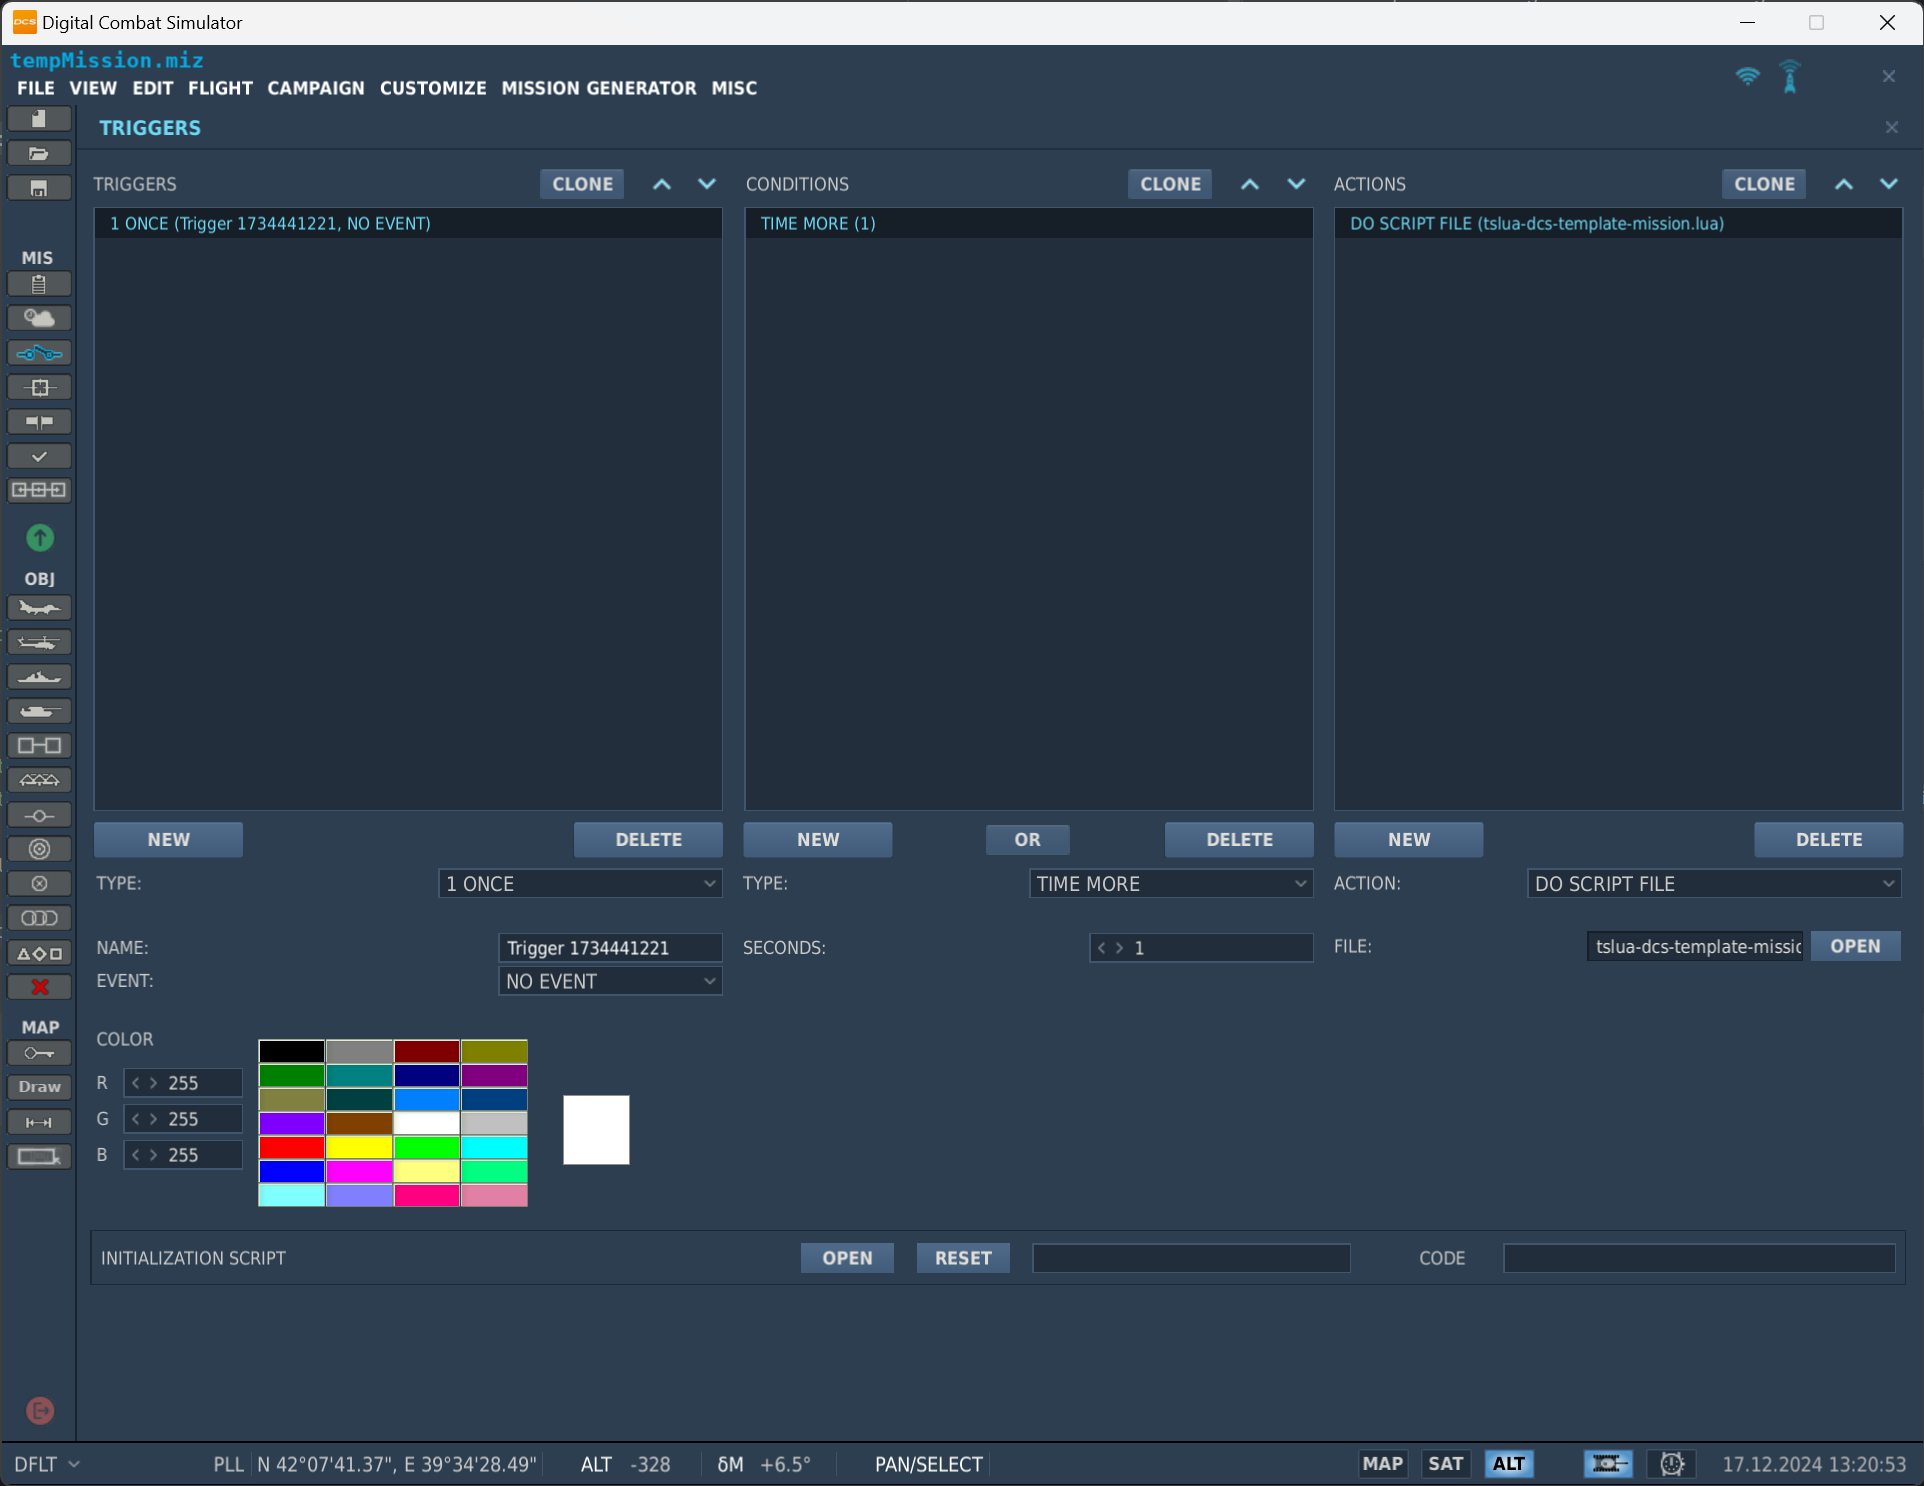 DCS Digital Combat Simulator
tempMission.miz
FILE VIEW EDIT FLIGHT CAMPAIGN CUSTOMIZE MISSION GENERATOR MISC
TRIGGERS
TRIGGERS CLONE CONDITIONS CLONE ACTIONS CLONE
1 ONCE (Trigger 1734441221, NO EVENT) TIME MORE (1) DO SCRIPT FILE (tslua-dcs-template-mission.lua)
MIS
OBJ
NEW DELETE NEW OR DELETE NEW DELETE
TYPE: 1 ONCE TYPE: TIME MORE ACTION: DO SCRIPT FILE
NAME: Trigger 1734441221 SECONDS: < > 1 FILE: tslua-dcs-template-missic OPEN
EVENT: NO EVENT
MAP
COLOR
R < > 255
Draw
G < > 255
B < > 255
INITIALIZATION SCRIPT OPEN RESET CODE
DFLT PLL N 42°07'41.37", E 39°34'28.49" ALT -328 δM +6.5° PAN/SELECT MAP SAT ALT 17.12.2024 13:20:53